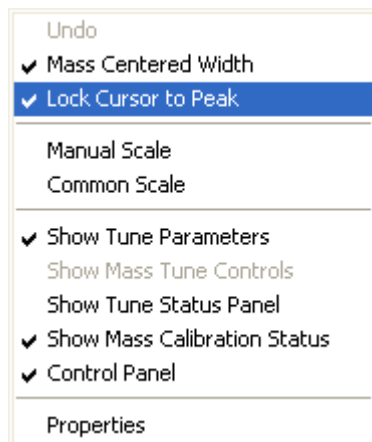 Undo
Mass Centered Width
Lock Cursor to Peak
Manual Scale
Common Scale
Show Tune Parameters
Show Mass Tune Controls
Show Tune Status Panel
Show Mass Calibration Status
Control Panel
Properties